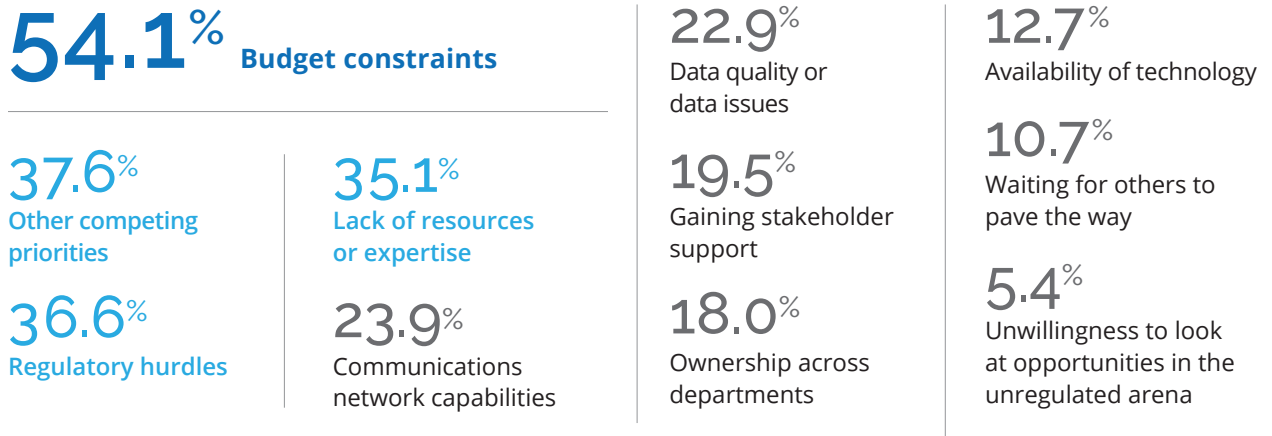 54.1% Budget constraints
37.6%
Other competing
priorities
36.6%
Regulatory hurdles
35.1%
Lack of resources
or expertise
23.9%
Communications
network capabilities
22.9%
Data quality or
data issues
19.5%
Gaining stakeholder
support
18.0%
Ownership across
departments
12.7%
Availability of technology
10.7%
Waiting for others to
pave the way
5.4%
Unwillingness to look
at opportunities in the
unregulated arena